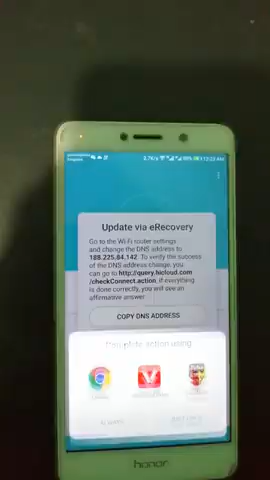 Update via eRecovery
Go to the Wi-Fi router settings
and change the DNS address to
188.225.84.142. To verify the success
of the DNS address change, you
can go to http://query.hicloud.com
/checkConnect.action, if everything
is done correctly, you will see an
affirmative answer
COPY DNS ADDRESS
Complete action using
honor